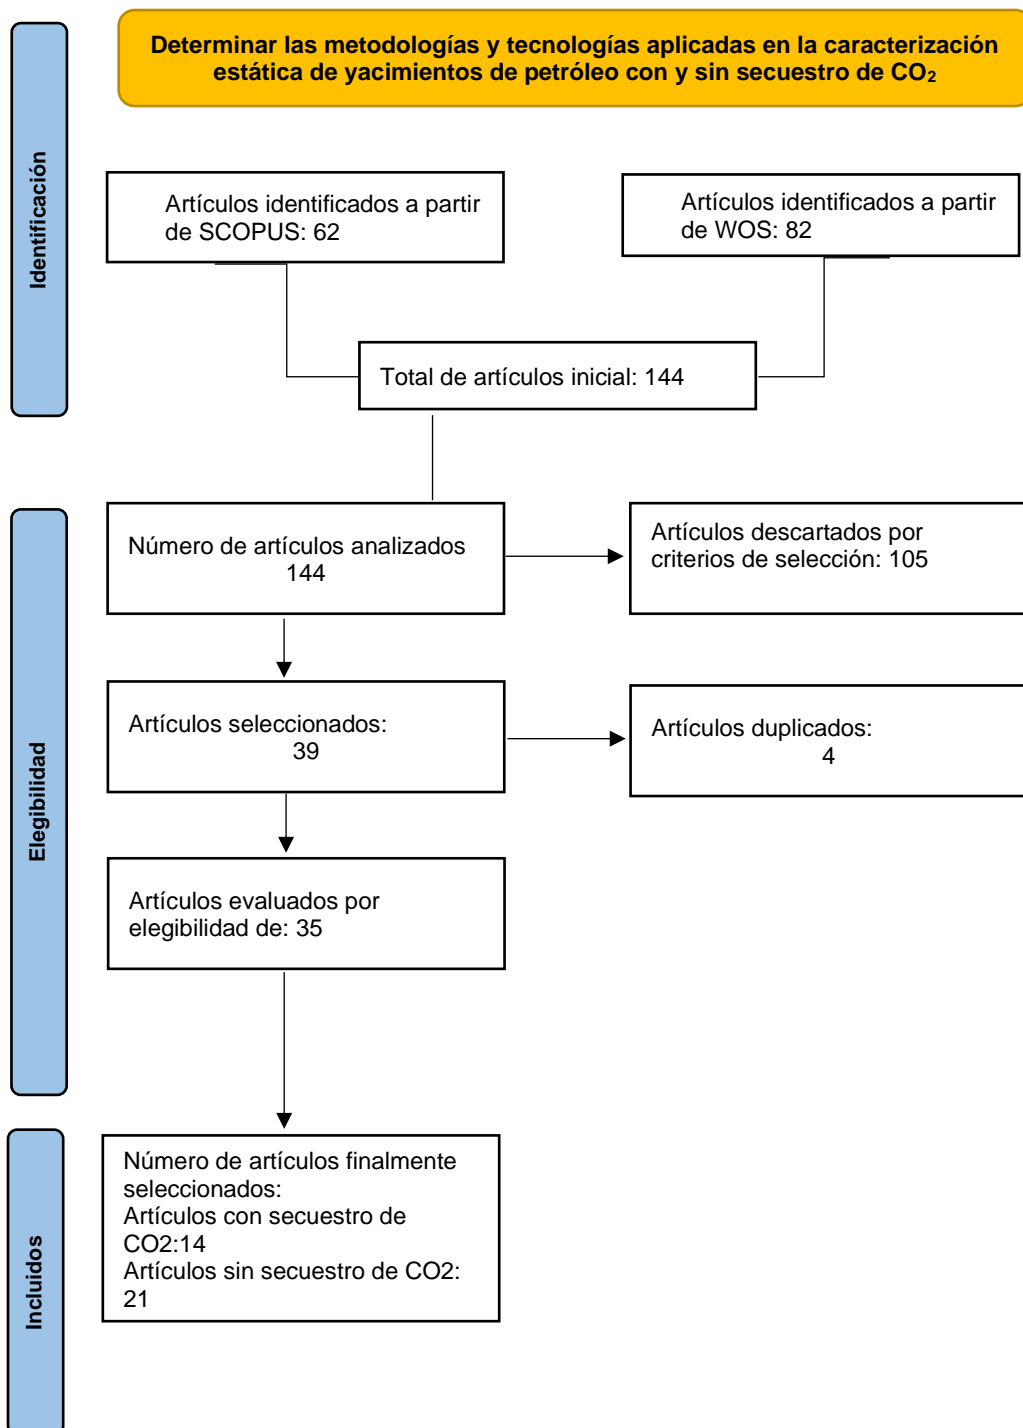 Determinar las metodologías y tecnologías aplicadas en la caracterización
estática de yacimientos de petróleo con y sin secuestro de CO₂
Identificación
Artículos identificados a partir
de SCOPUS: 62
Artículos identificados a partir
de WOS: 82
Total de artículos inicial: 144
Elegibilidad
Número de artículos analizados
144
Artículos descartados por
criterios de selección: 105
Artículos seleccionados:
39
Artículos duplicados:
4
Artículos evaluados por
elegibilidad de: 35
Incluidos
Número de artículos finalmente
seleccionados:
Artículos con secuestro de
CO2:14
Artículos sin secuestro de CO2:
21